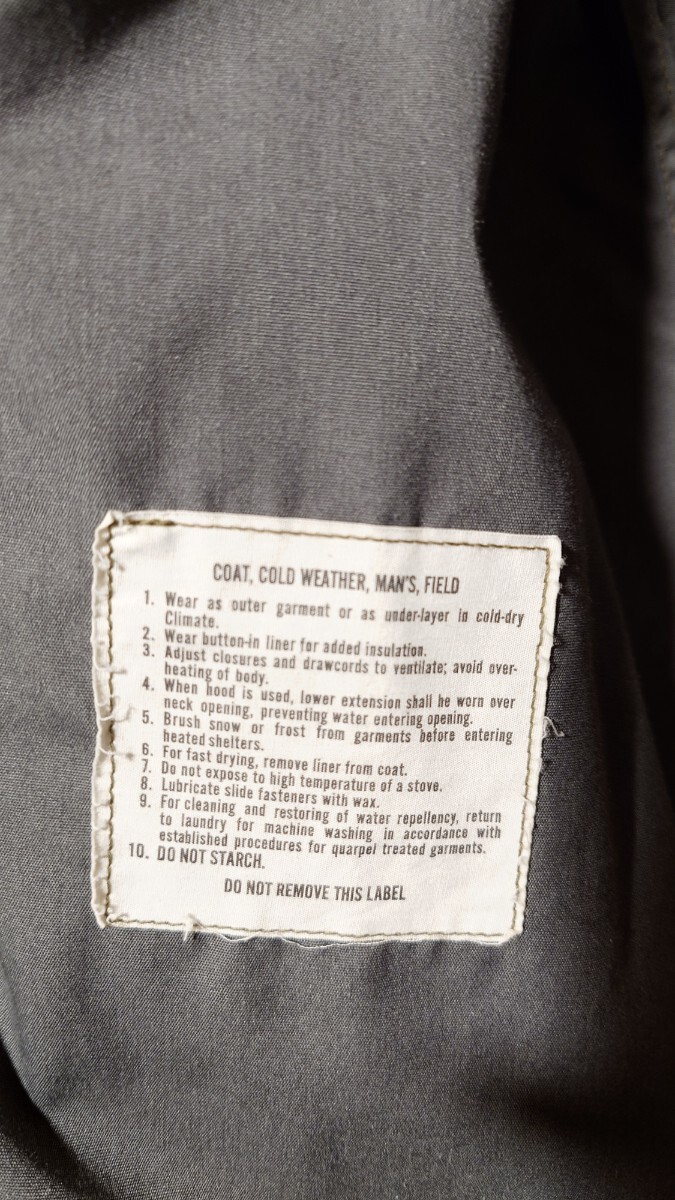 COAT, COLD WEATHER, MAN'S, FIELD
1. Wear as outer garment or as under-layer in cold-dry
Climate.
2. Wear button-in liner for added insulation.
3. Adjust closures and drawcords to ventilate; avoid over-
heating of body.
4. When hood is used, lower extension shall be worn over
neck opening, preventing water entering opening.
5. Brush snow or frost from garments before entering
heated shelters.
6. For fast drying, remove liner from coat.
7. Do not expose to high temperature of a stove.
8. Lubricate slide fasteners with wax.
9. For cleaning and restoring of water repellency, return
to laundry for machine washing in accordance with
established procedures for quarpel treated garments.
10. DO NOT STARCH.
DO NOT REMOVE THIS LABEL